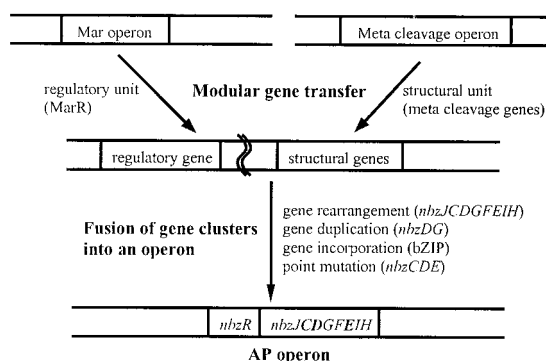 Mar operon
Meta cleavage operon
regulatory unit
(MarR)
Modular gene transfer
structural unit
(meta cleavage genes)
regulatory gene
structural genes
Fusion of gene clusters
into an operon
gene rearrangement (nbzJCDGFEIH)
gene duplication (nbzDG)
gene incorporation (bZIP)
point mutation (nbzCDE)
nbzR
nbzJCDGFEIH
AP operon